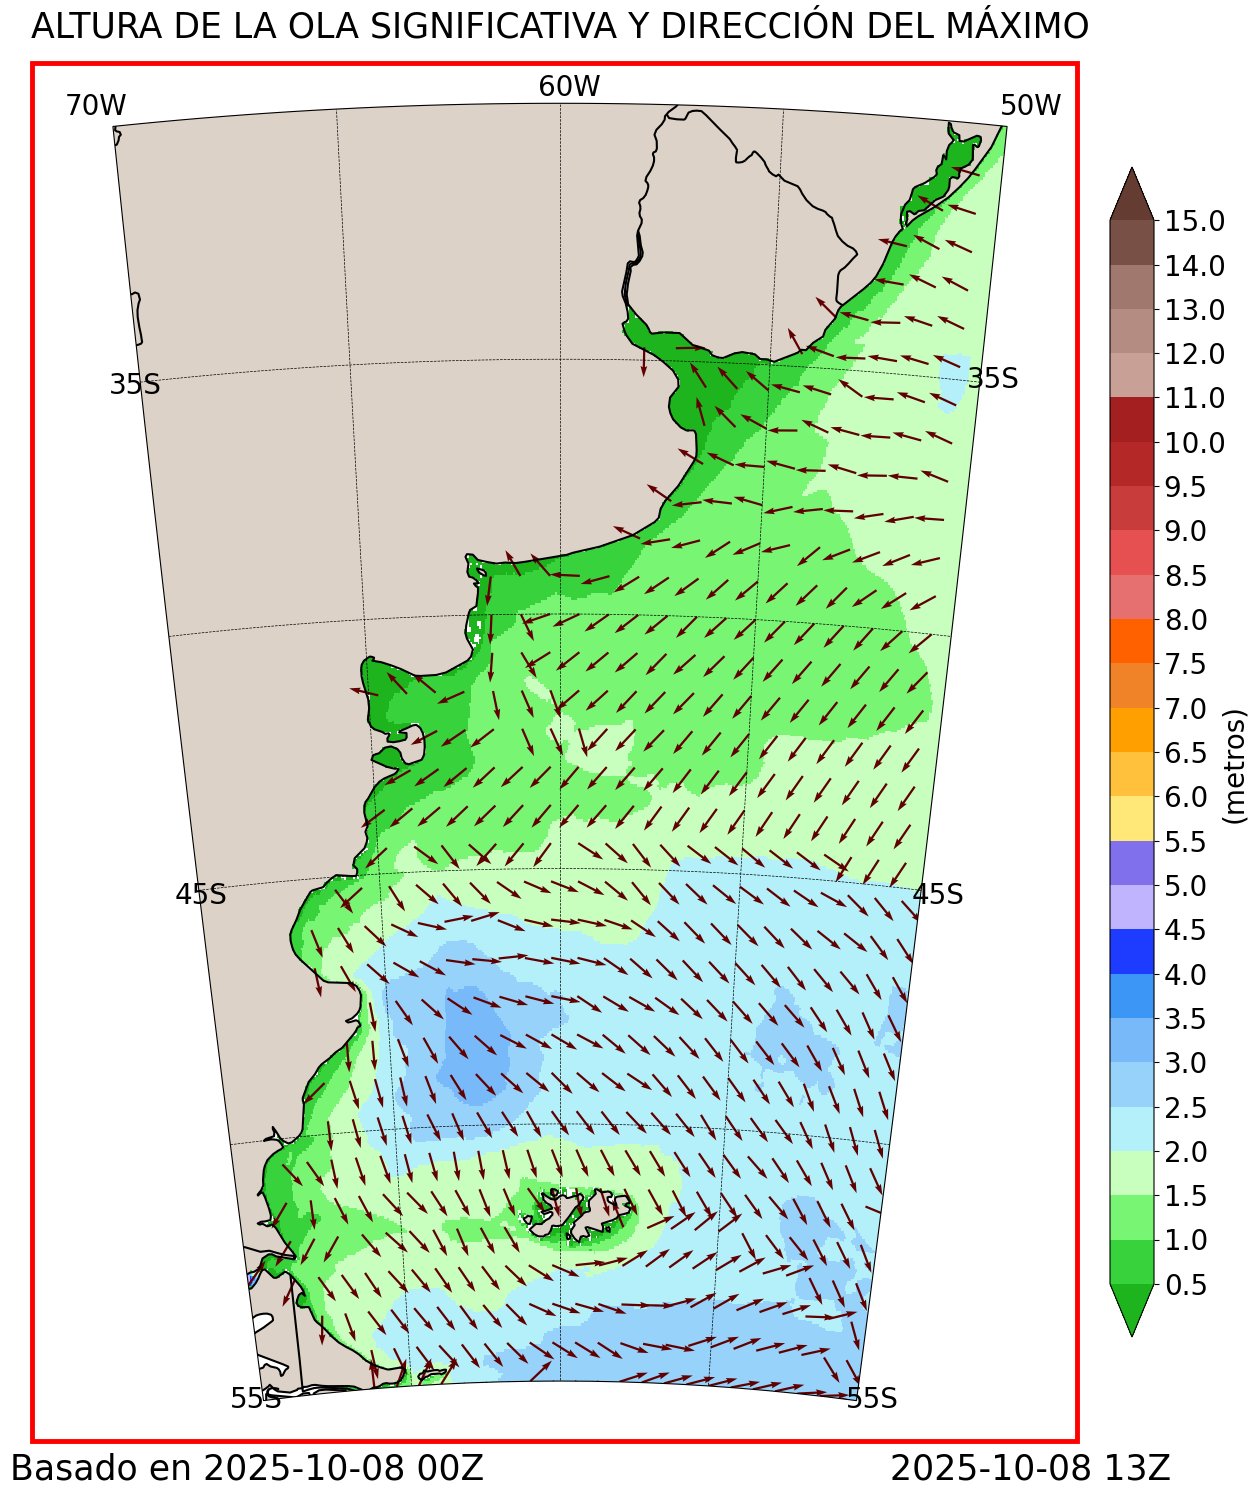 ALTURA DE LA OLA SIGNIFICATIVA Y DIRECCIÓN DEL MÁXIMO
70W
60W
50W
35S
35S
45S
45S
55S
55S
15.0
14.0
13.0
12.0
11.0
10.0
9.5
9.0
8.5
8.0
7.5
7.0
6.5
6.0
5.5
5.0
4.5
4.0
3.5
3.0
2.5
2.0
1.5
1.0
0.5
(metros)
Basado en 2025-10-08 00Z
2025-10-08 13Z